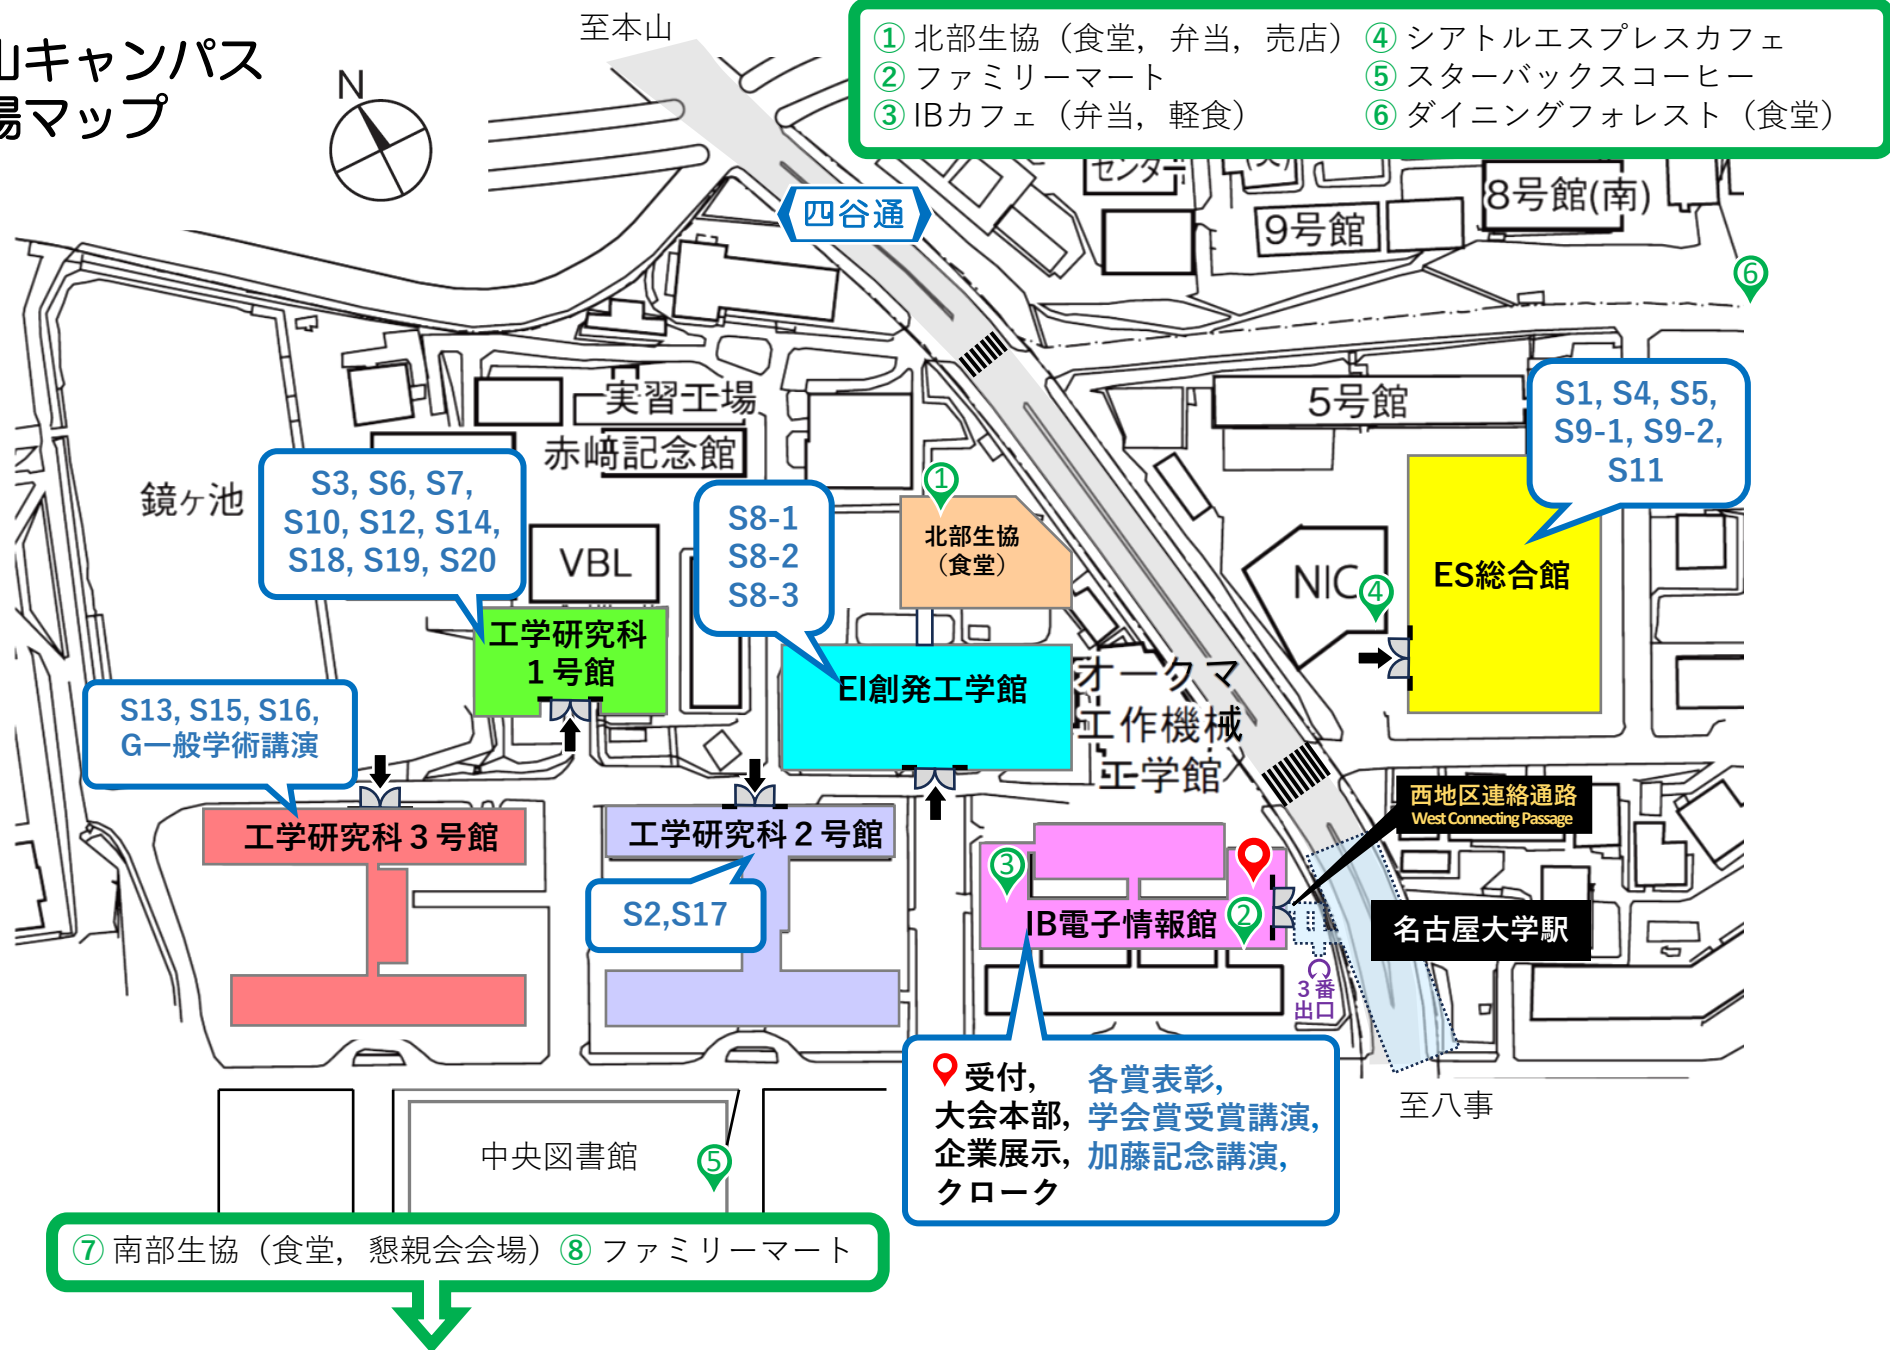 山キャンパス
場マップ
N
至本山
① 北部生協（食堂，弁当，売店）
② ファミリーマート
③ IBカフェ（弁当，軽食）
④ シアトルエスプレスカフェ
⑤ スターバックスコーヒー
⑥ ダイニングフォレスト（食堂）
四谷通
センター
9号館
8号館(南)
⑥
実習工場
赤﨑記念館
5号館
S1, S4, S5,
S9-1, S9-2,
S11
鏡ヶ池
S3, S6, S7,
S10, S12, S14,
S18, S19, S20
S8-1
S8-2
S8-3
①
北部生協
（食堂）
VBL
NIC
④
ES総合館
工学研究科
１号館
EI創発工学館
オークマ
工作機械
工学館
S13, S15, S16,
G一般学術講演
工学研究科３号館
工学研究科２号館
S2,S17
③
②
IB電子情報館
西地区連絡通路
West Connecting Passage
名古屋大学駅
３番
出口
受付,
大会本部,
企業展示,
クローク
各賞表彰,
学会賞受賞講演,
加藤記念講演,
至八事
中央図書館
⑤
⑦ 南部生協（食堂，懇親会会場）⑧ ファミリーマート